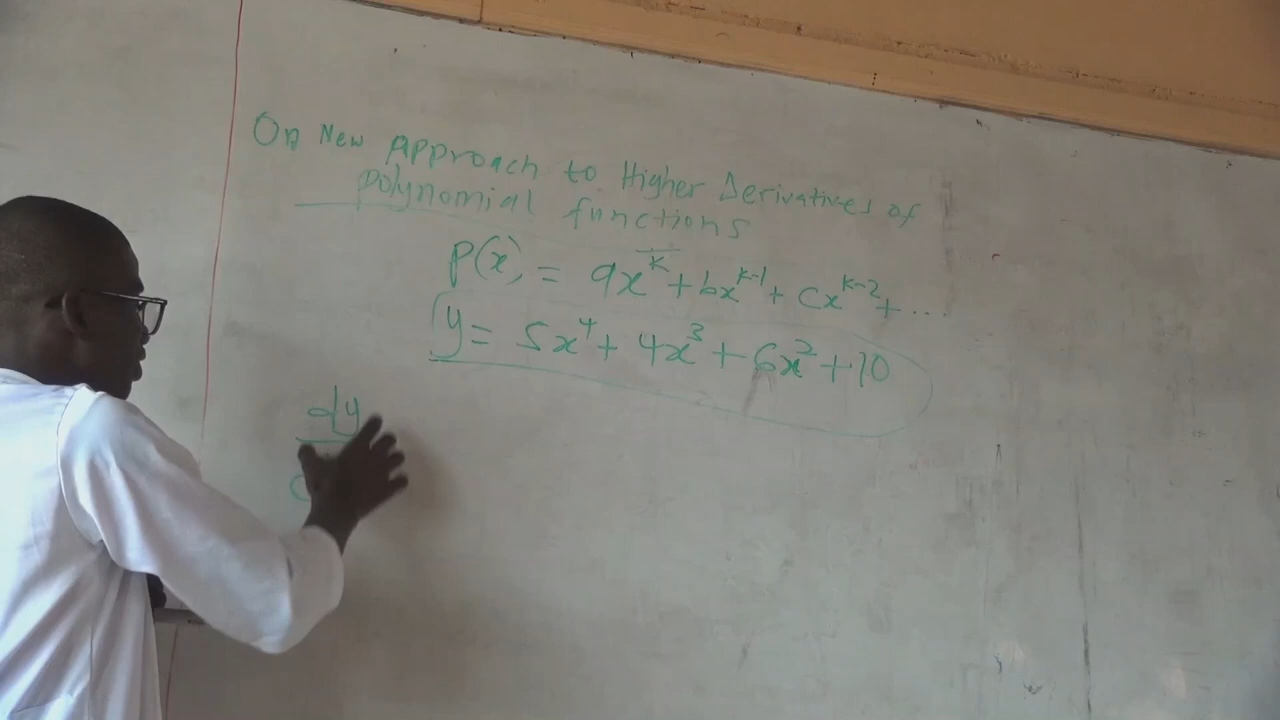 On New Approach to Higher Derivatives of
polynomial functions
P(x) = ax^k + bx^k-1 + cx^k-2 + ...
y = 5x^4 + 4x^3 + 6x^2 + 10
dy